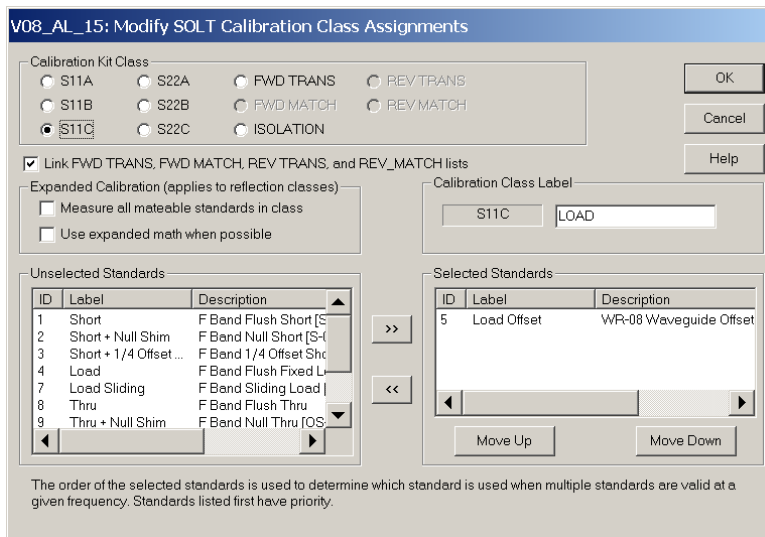 V08_AL_15: Modify SOLT Calibration Class Assignments
Calibration Kit Class
S11A S22A FWD TRANS REV TRANS
S11B S22B FWD MATCH REV MATCH
S11C S22C ISOLATION
OK
Cancel
Help
Link FWD TRANS, FWD MATCH, REV TRANS, and REV_MATCH lists
Expanded Calibration (applies to reflection classes)
Measure all mateable standards in class
Use expanded math when possible
Calibration Class Label
S11C LOAD
Unselected Standards
ID Label Description
1 Short F Band Flush Short [S
2 Short + Null Shim F Band Null Short [S-(
3 Short + 1/4 Offset ... F Band 1/4 Offset Sho
4 Load F Band Flush Fixed L
7 Load Sliding F Band Sliding Load [
8 Thru F Band Flush Thru
9 Thru + Null Shim F Band Null Thru [OS
>>
<<
Selected Standards
ID Label Description
5 Load Offset WR-08 Waveguide Offset
Move Up Move Down
The order of the selected standards is used to determine which standard is used when multiple standards are valid at a
given frequency. Standards listed first have priority.